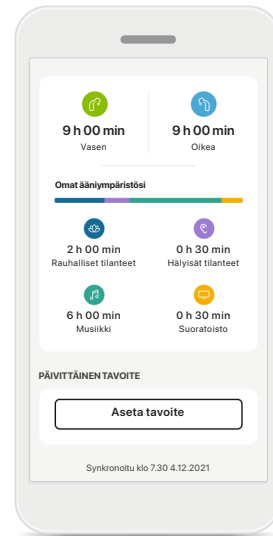 9 h 00 min
Vasen
9 h 00 min
Oikea
Omat ääniympäristösi
2 h 00 min
Rauhalliset tilanteet
0 h 30 min
Hälyisät tilanteet
6 h 00 min
Musiikki
0 h 30 min
Suoratoisto
PÄIVITTÄINEN TAVOITE
Aseta tavoite
Synkronoitu klo 7.30 4.12.2021